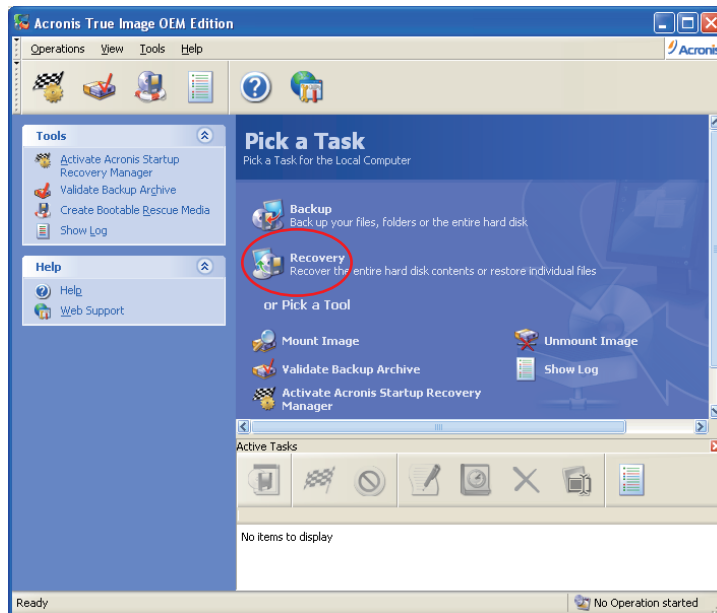 Acronis True Image OEM Edition
Operations View Tools Help
Acronis
Tools
Activate Acronis Startup
Recovery Manager
Validate Backup Archive
Create Bootable Rescue Media
Show Log
Help
Help
Web Support
Pick a Task
Pick a Task for the Local Computer
Backup
Back up your files, folders or the entire hard disk
Recovery
Recover the entire hard disk contents or restore individual files
or Pick a Tool
Mount Image
Unmount Image
Validate Backup Archive
Show Log
Activate Acronis Startup Recovery
Manager
Active Tasks
No items to display
Ready
No Operation started